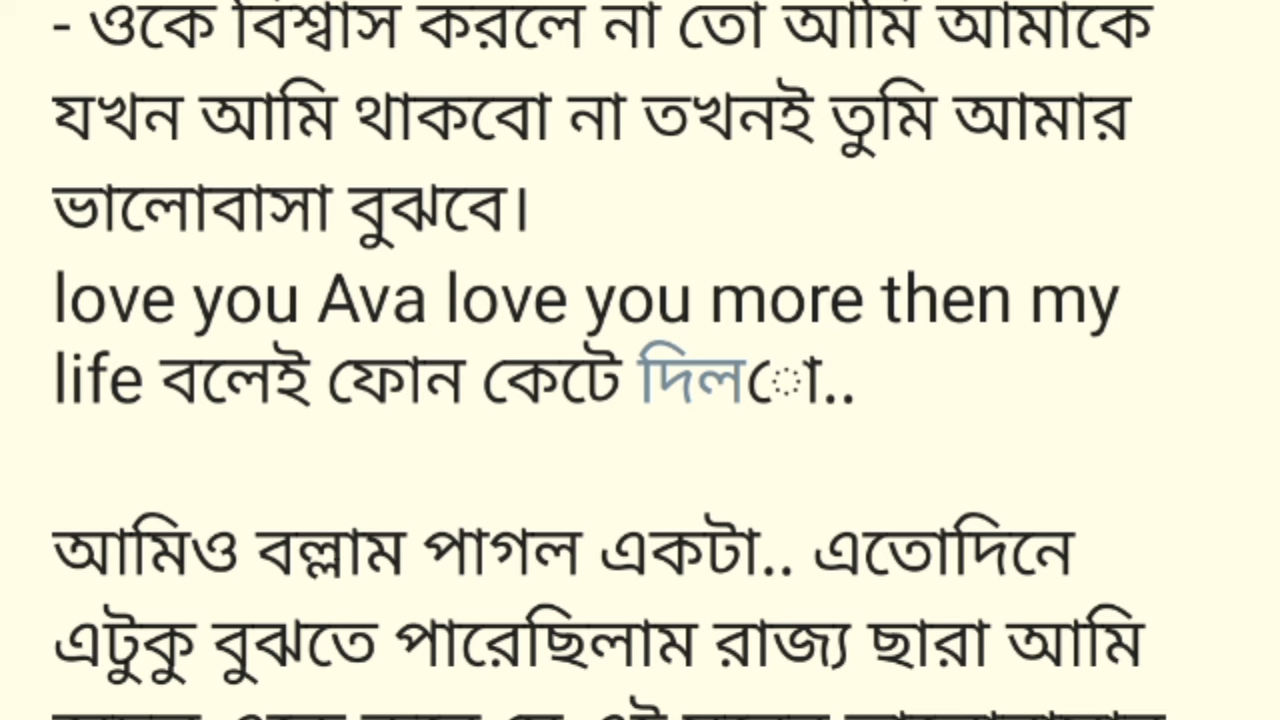 - ওকে বিশ্বাস করলে না তো আমি আমাকে
যখন আমি থাকবো না তখনই তুমি আমার
ভালোবাসা বুঝবে।
love you Ava love you more then my
life বলেই ফোন কেটে দিলো..
আমিও বল্লাম পাগল একটা.. এতোদিনে
এটুকু বুঝতে পারেছিলাম রাজ্য ছারা আমি